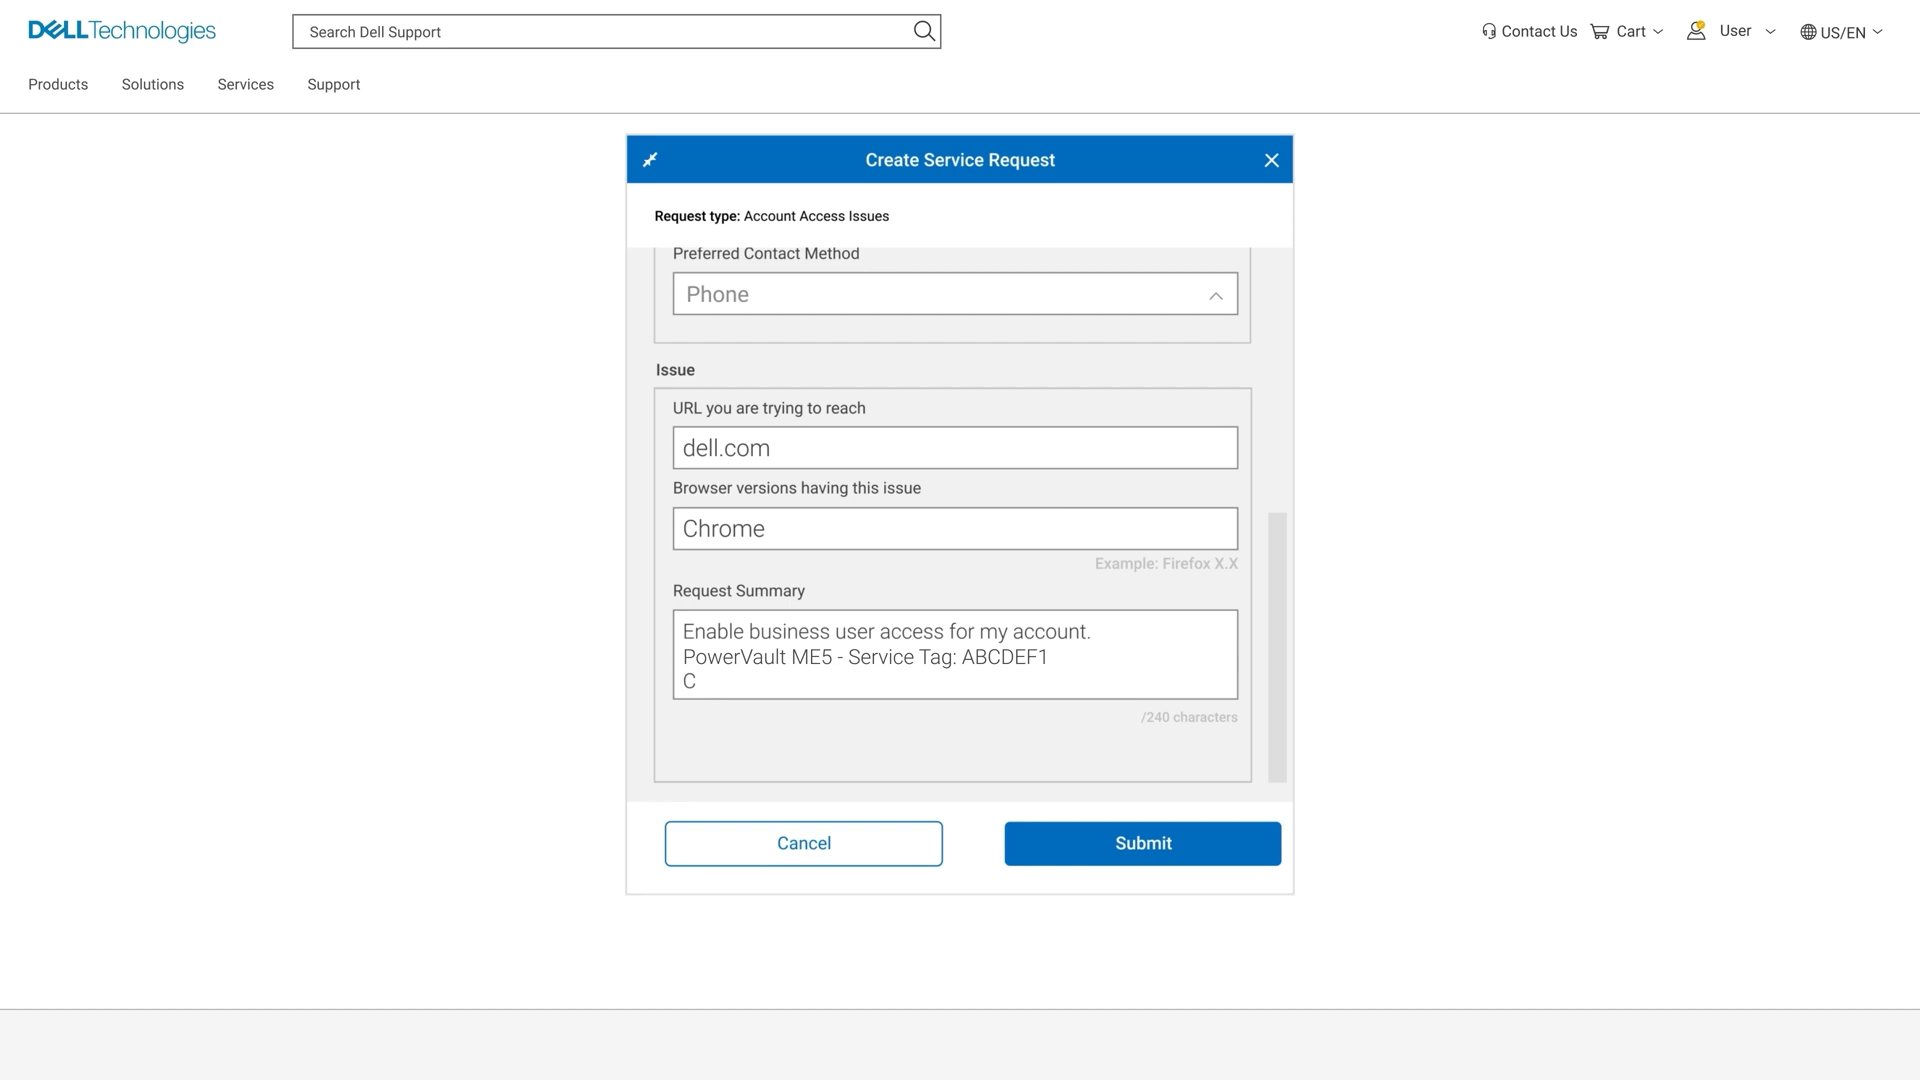 DELLTechnologies
Search Dell Support
Contact Us
Cart
User
US/EN
Products
Solutions
Services
Support
Create Service Request
Request type: Account Access Issues
Preferred Contact Method
Phone
Issue
URL you are trying to reach
dell.com
Browser versions having this issue
Chrome
Example: Firefox X.X
Request Summary
Enable business user access for my account.
PowerVault ME5 - Service Tag: ABCDEF1
C
/240 characters
Cancel
Submit